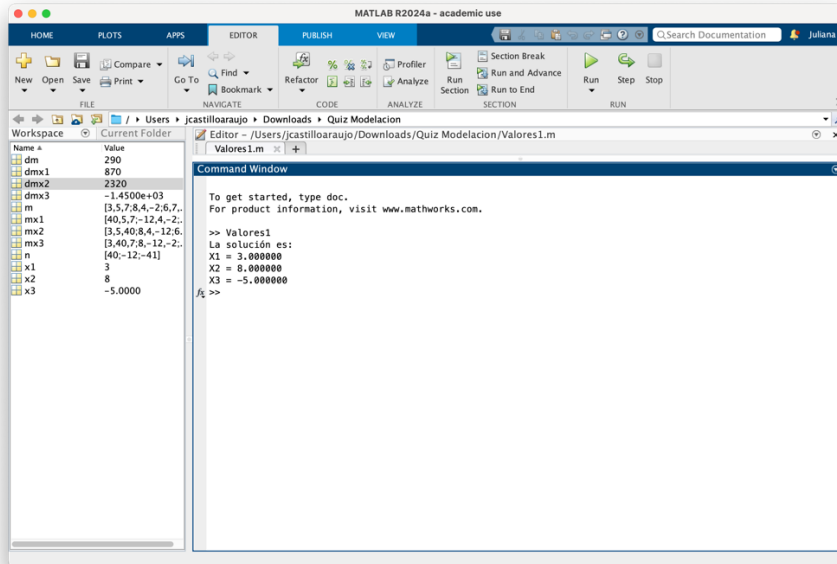 MATLAB R2024a - academic use
HOME PLOTS APPS EDITOR PUBLISH VIEW Search Documentation Juliana
New Open Save Compare Print Go To Find Bookmark Refactor Profiler Analyze Run Section Section Break Run and Advance Run to End Run Step Stop
FILE NAVIGATE CODE ANALYZE SECTION RUN
/ Users jcastilloaraujo Downloads Quiz Modelacion
Workspace Current Folder
Name Value
dm 290
dmx1 870
dmx2 2320
dmx3 -1.4500e+03
m [3,5,7;8,4,-2;6,7,..
mx1 [40,5,7;-12,4,-2;..
mx2 [3,5,40;8,4,-12;6..
mx3 [3,40,7;8,-12,-2;..
n [40;-12;-41]
x1 3
x2 8
x3 -5.0000
Editor - /Users/jcastilloaraujo/Downloads/Quiz Modelacion/Valores1.m
Valores1.m +
Command Window
To get started, type doc.
For product information, visit www.mathworks.com.
>> Valores1
La solución es:
X1 = 3.000000
X2 = 8.000000
X3 = -5.000000
fx >>